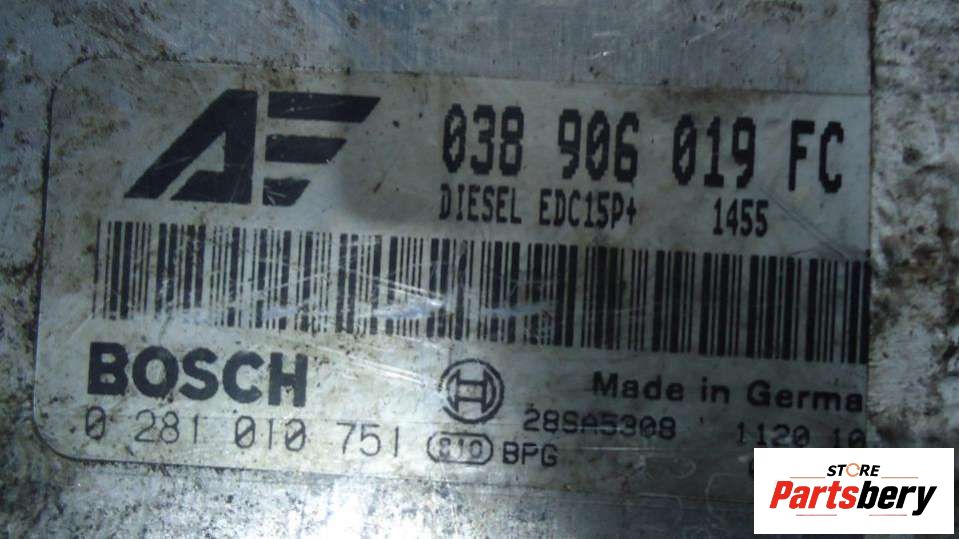 AF 038 906 019 FC
DIESEL EDC15P+ 1455
BOSCH
Made in Germa
0 281 010 751
28SA5308 1120 10
BPG
STORE
Partsbery